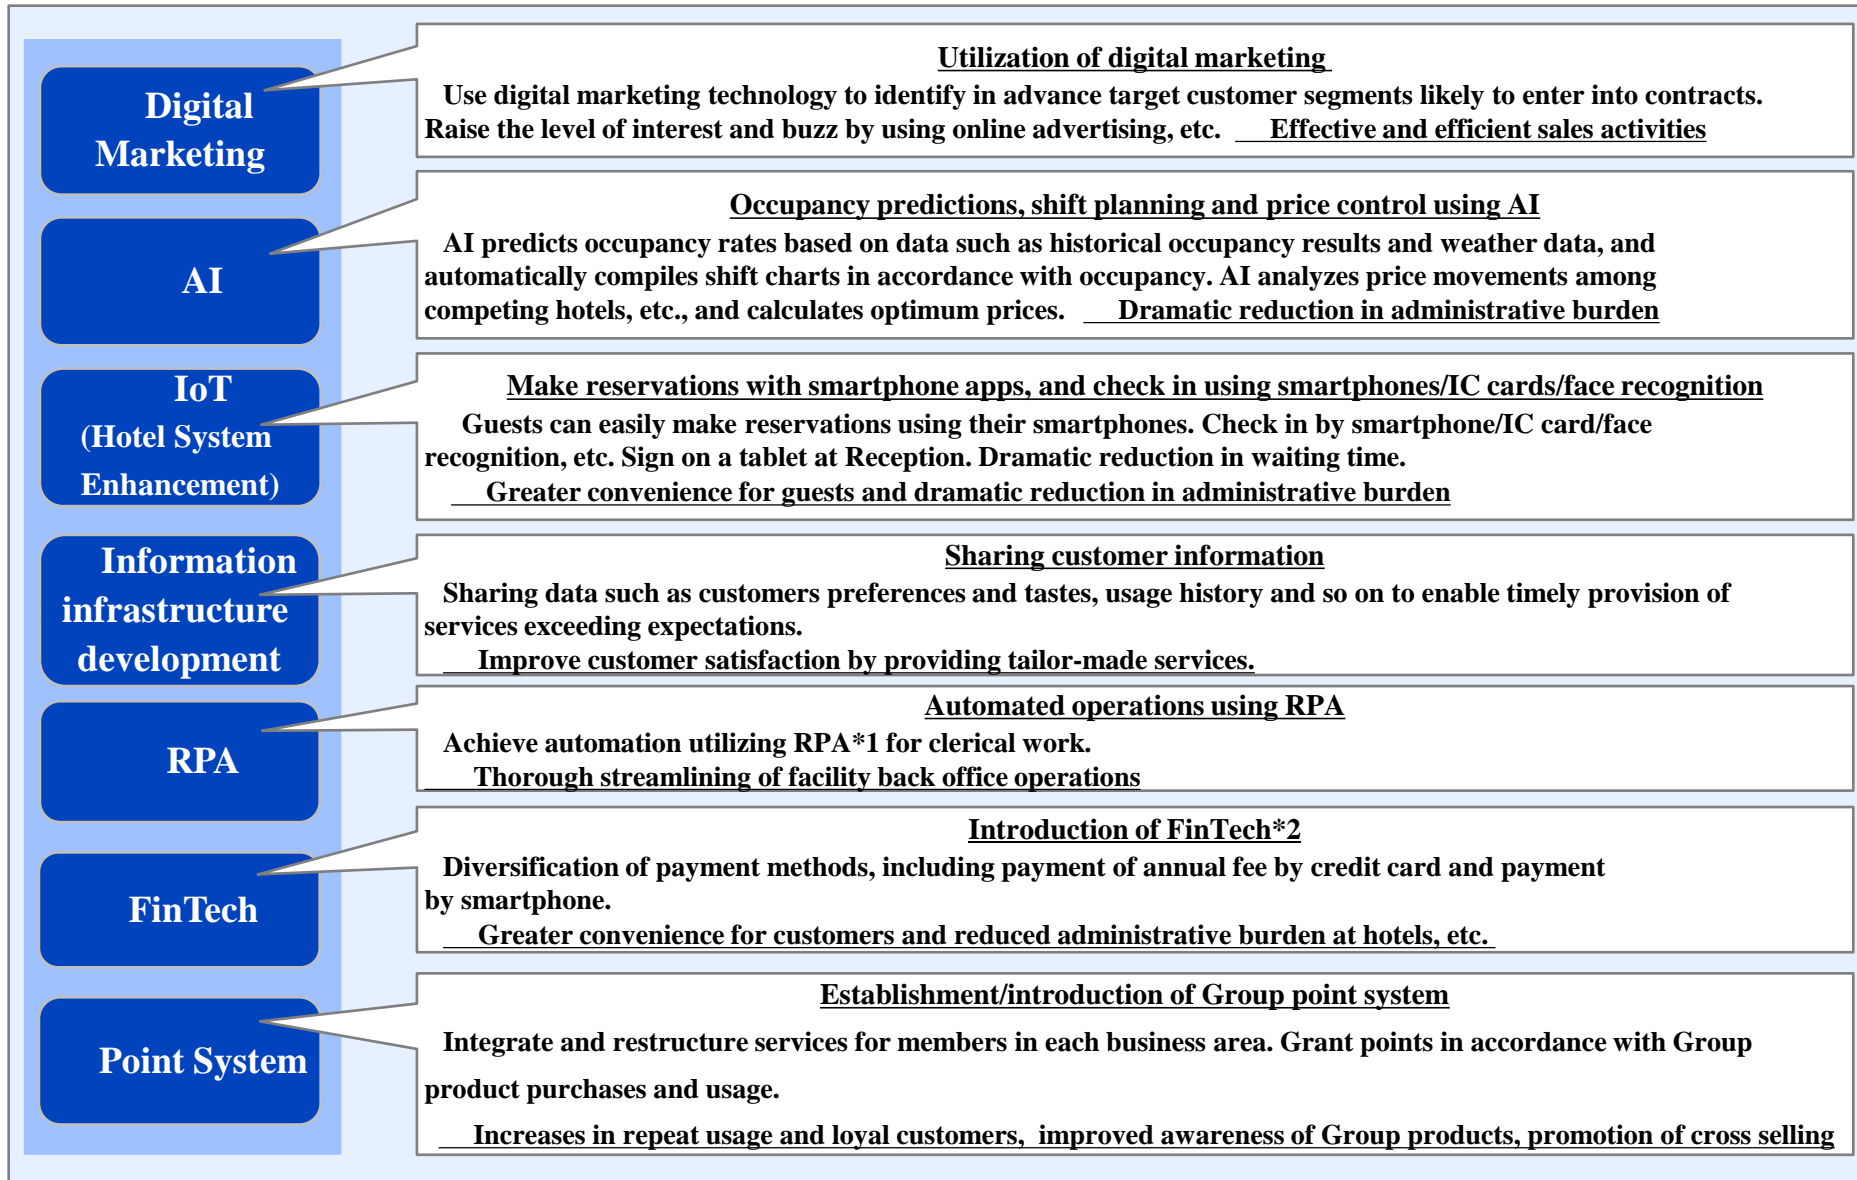 Digital
Marketing
Utilization of digital marketing
Use digital marketing technology to identify in advance target customer segments likely to enter into contracts.
Raise the level of interest and buzz by using online advertising, etc. Effective and efficient sales activities
AI
Occupancy predictions, shift planning and price control using AI
AI predicts occupancy rates based on data such as historical occupancy results and weather data, and
automatically compiles shift charts in accordance with occupancy. AI analyzes price movements among
competing hotels, etc., and calculates optimum prices. Dramatic reduction in administrative burden
IoT
(Hotel System
Enhancement)
Make reservations with smartphone apps, and check in using smartphones/IC cards/face recognition
Guests can easily make reservations using their smartphones. Check in by smartphone/IC card/face
recognition, etc. Sign on a tablet at Reception. Dramatic reduction in waiting time.
Greater convenience for guests and dramatic reduction in administrative burden
Information
infrastructure
development
Sharing customer information
Sharing data such as customers preferences and tastes, usage history and so on to enable timely provision of
services exceeding expectations.
Improve customer satisfaction by providing tailor-made services.
RPA
Automated operations using RPA
Achieve automation utilizing RPA*1 for clerical work.
Thorough streamlining of facility back office operations
FinTech
Introduction of FinTech*2
Diversification of payment methods, including payment of annual fee by credit card and payment
by smartphone.
Greater convenience for customers and reduced administrative burden at hotels, etc.
Point System
Establishment/introduction of Group point system
Integrate and restructure services for members in each business area. Grant points in accordance with Group
product purchases and usage.
Increases in repeat usage and loyal customers, improved awareness of Group products, promotion of cross selling